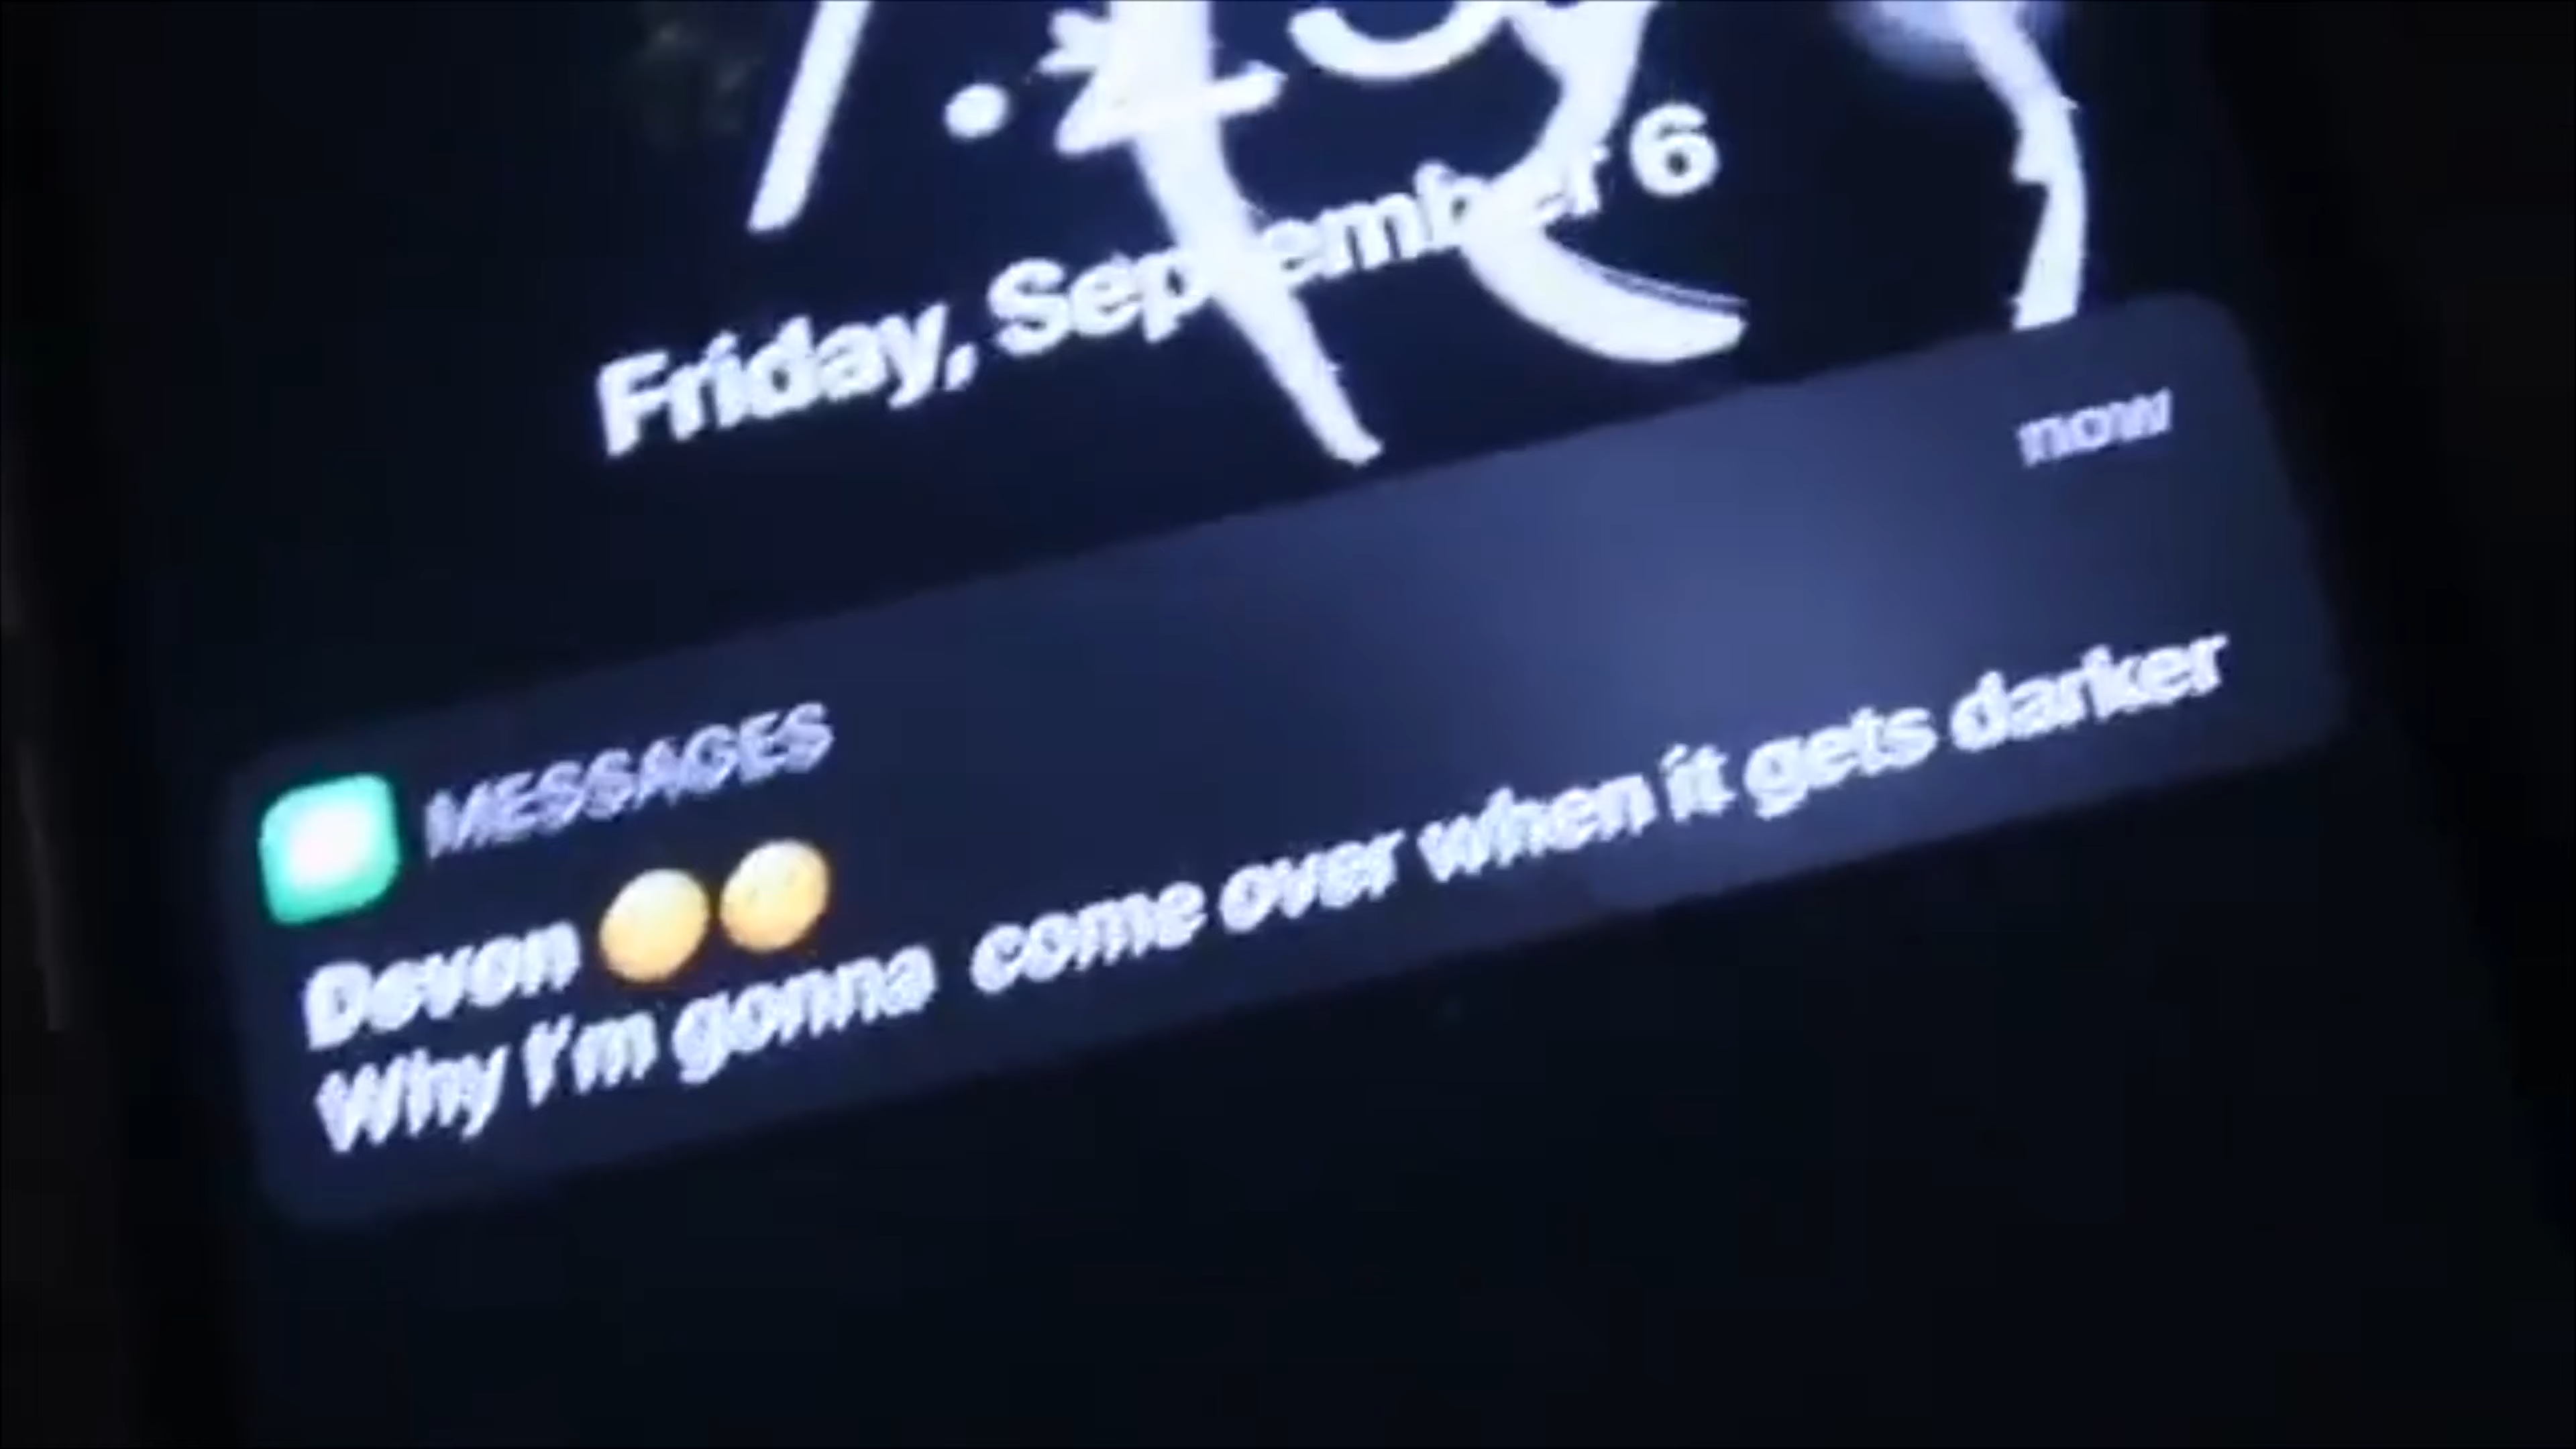 Friday, September 6
MESSAGES
now
Devon
Why I'm gonna come over when it gets darker